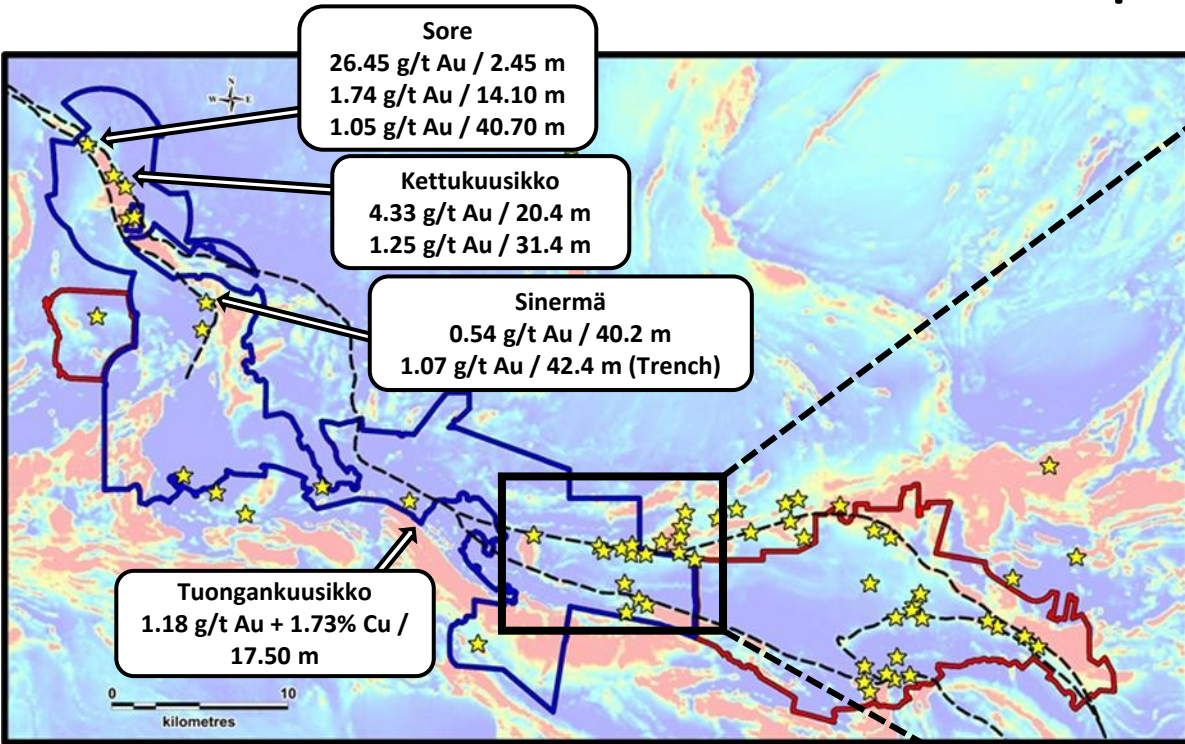 Sore
26.45 g/t Au / 2.45 m
1.74 g/t Au / 14.10 m
1.05 g/t Au / 40.70 m
N
W E
S
Kettukuusikko
4.33 g/t Au / 20.4 m
1.25 g/t Au / 31.4 m
Sinermä
0.54 g/t Au / 40.2 m
1.07 g/t Au / 42.4 m (Trench)
Tuongankuusikko
1.18 g/t Au + 1.73% Cu /
17.50 m
0 10
kilometres